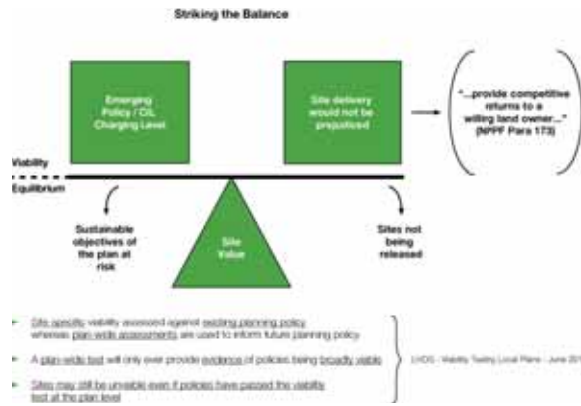 Striking the Balance
Emerging
Policy / CIL
Charging Level
Site delivery
would not be
prejudiced
"...provide competitive
returns to a
willing land owner..."
(NPPF Para 173)
Viability
Equilibrium
Sustainable
objectives of
the plan at
risk
Site
Value
Sites not
being
released
Site specific viability assessed against existing planning policy
whereas plan-wide assessments are used to inform future planning policy
A plan-wide test will only ever provide evidence of policies being broadly viable
Sites may still be unviable even if policies have passed the viability
test at the plan level
Viability Testing Local Plans - June